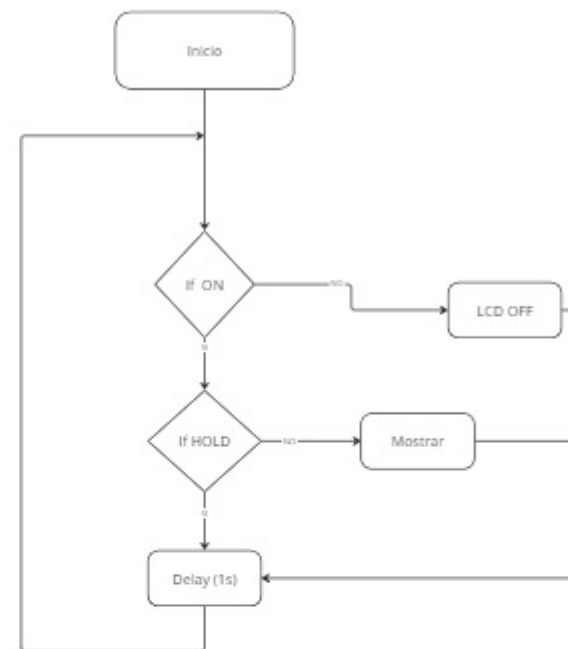 Inicio
If ON
NO
LCD OFF
If HOLD
NO
Mostrar
Delay (1s)